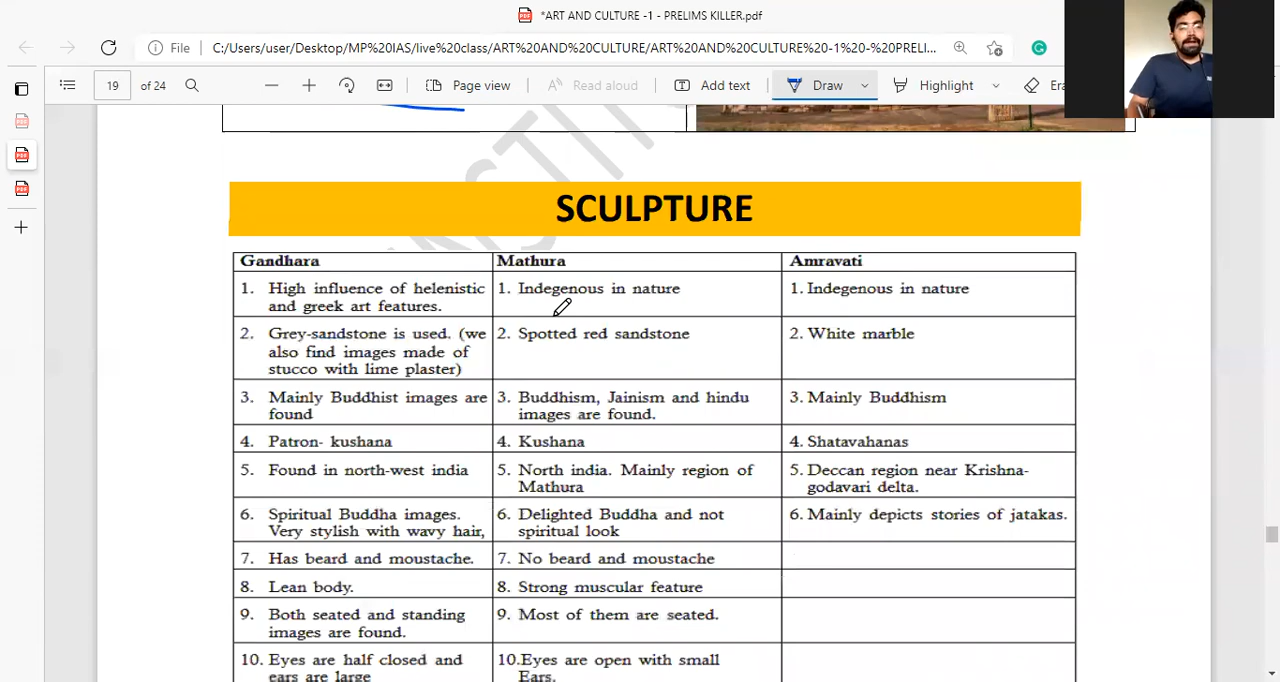 *ART AND CULTURE -1 - PRELIMS KILLER.pdf
File C:/Users/user/Desktop/MP%20IAS/live%20class/ART%20AND%20CULTURE/ART%20AND%20CULTURE%20-1%20-%20PRELI...
19 of 24 Page view Read aloud Add text Draw Highlight Era
SCULPTURE
Gandhara Mathura Amravati
1. High influence of helenistic
and greek art features.
1. Indegenous in nature
1. Indegenous in nature
2. Grey-sandstone is used. (we
also find images made of
stucco with lime plaster)
2. Spotted red sandstone
2. White marble
3. Mainly Buddhist images are
found
3. Buddhism, Jainism and hindu
images are found.
3. Mainly Buddhism
4. Patron- kushana
4. Kushana
4. Shatavahanas
5. Found in north-west india
5. North india. Mainly region of
Mathura
5. Deccan region near Krishna-
godavari delta.
6. Spiritual Buddha images.
Very stylish with wavy hair,
6. Delighted Buddha and not
spiritual look
6. Mainly depicts stories of jatakas.
7. Has beard and moustache.
7. No beard and moustache
8. Lean body.
8. Strong muscular feature
9. Both seated and standing
images are found.
9. Most of them are seated.
10. Eyes are half closed and
ears are large
10.Eyes are open with small
Ears.